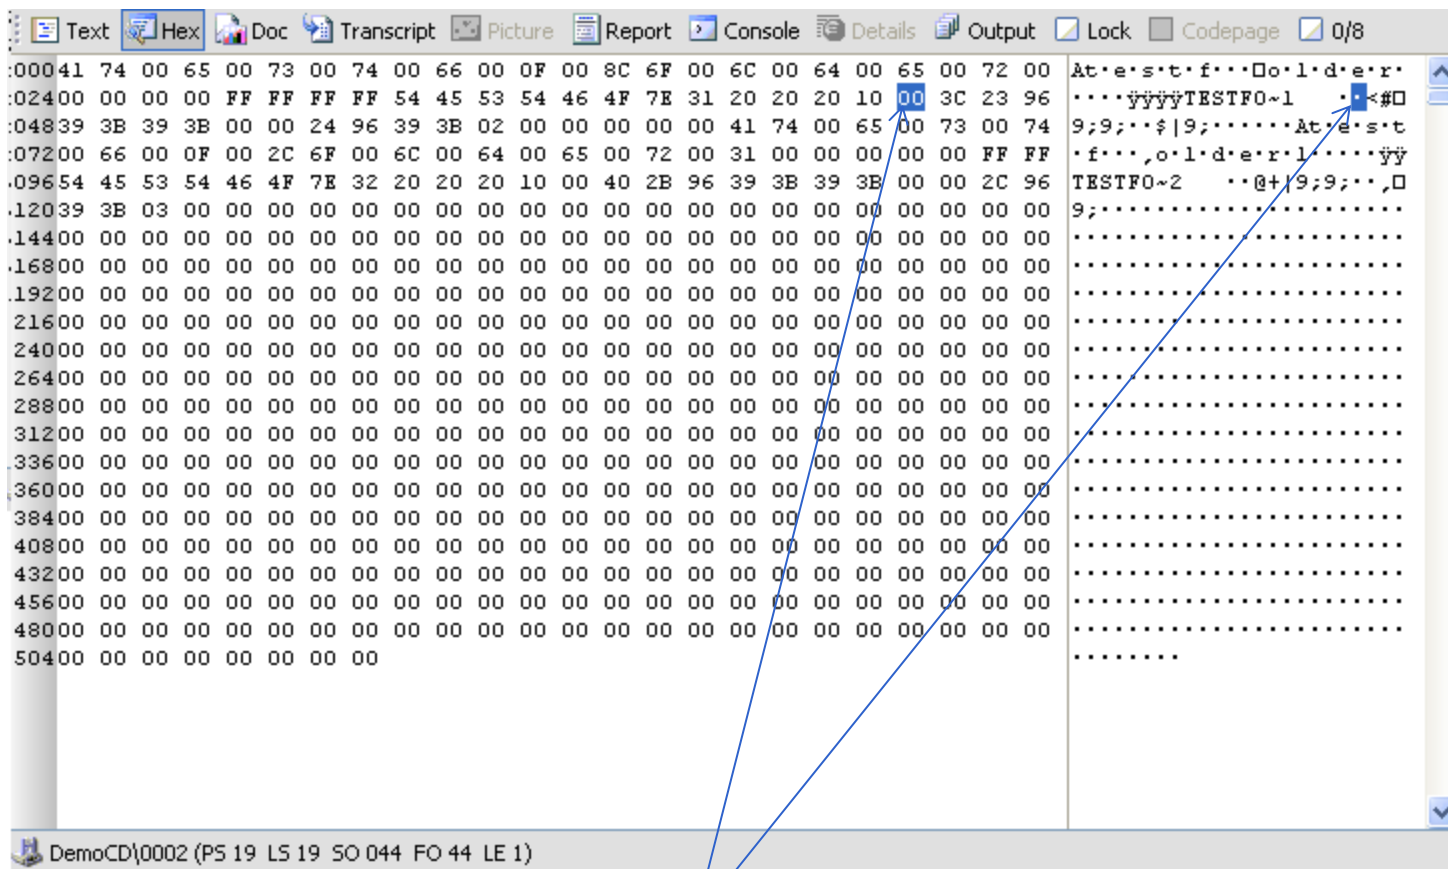 Text Hex Doc Transcript Picture Report Console Details Output Lock Codepage 0/8
:000 41 74 00 65 00 73 00 74 00 66 00 0F 00 8C 6F 00 6C 00 64 00 65 00 72 00 At·e·s·t·f···□o·l·d·e·r·
:024 00 00 00 00 FF FF FF FF 54 45 53 54 46 4F 7E 31 20 20 20 10 00 3C 23 96 ····ÿÿÿÿTESTFO~1   ··<#□
:048 39 3B 39 3B 00 00 24 96 39 3B 02 00 00 00 00 00 41 74 00 65 00 73 00 74 9;9;··$|9;······At·e·s·t
:072 00 66 00 0F 00 2C 6F 00 6C 00 64 00 65 00 72 00 31 00 00 00 00 00 FF FF ·f···,o·l·d·e·r·1·····ÿÿ
096 54 45 53 54 46 4F 7E 32 20 20 20 10 00 40 2B 96 39 3B 39 3B 00 00 2C 96 TESTFO~2   ··@+|9;9;··,□
120 39 3B 03 00 00 00 00 00 00 00 00 00 00 00 00 00 00 00 00 00 00 00 00 00 9;······················
144 00 00 00 00 00 00 00 00 00 00 00 00 00 00 00 00 00 00 00 00 00 00 00 00 ························
168 00 00 00 00 00 00 00 00 00 00 00 00 00 00 00 00 00 00 00 00 00 00 00 00 ························
192 00 00 00 00 00 00 00 00 00 00 00 00 00 00 00 00 00 00 00 00 00 00 00 00 ························
216 00 00 00 00 00 00 00 00 00 00 00 00 00 00 00 00 00 00 00 00 00 00 00 00 ························
240 00 00 00 00 00 00 00 00 00 00 00 00 00 00 00 00 00 00 00 00 00 00 00 00 ························
264 00 00 00 00 00 00 00 00 00 00 00 00 00 00 00 00 00 00 00 00 00 00 00 00 ························
288 00 00 00 00 00 00 00 00 00 00 00 00 00 00 00 00 00 00 00 00 00 00 00 00 ························
312 00 00 00 00 00 00 00 00 00 00 00 00 00 00 00 00 00 00 00 00 00 00 00 00 ························
336 00 00 00 00 00 00 00 00 00 00 00 00 00 00 00 00 00 00 00 00 00 00 00 00 ························
360 00 00 00 00 00 00 00 00 00 00 00 00 00 00 00 00 00 00 00 00 00 00 00 00 ························
384 00 00 00 00 00 00 00 00 00 00 00 00 00 00 00 00 00 00 00 00 00 00 00 00 ························
408 00 00 00 00 00 00 00 00 00 00 00 00 00 00 00 00 00 00 00 00 00 00 00 00 ························
432 00 00 00 00 00 00 00 00 00 00 00 00 00 00 00 00 00 00 00 00 00 00 00 00 ························
456 00 00 00 00 00 00 00 00 00 00 00 00 00 00 00 00 00 00 00 00 00 00 00 00 ························
480 00 00 00 00 00 00 00 00 00 00 00 00 00 00 00 00 00 00 00 00 00 00 00 00 ························
504 00 00 00 00 00 00 00 00 ········
DemoCD\0002 (PS 19 LS 19 SO 044 FO 44 LE 1)